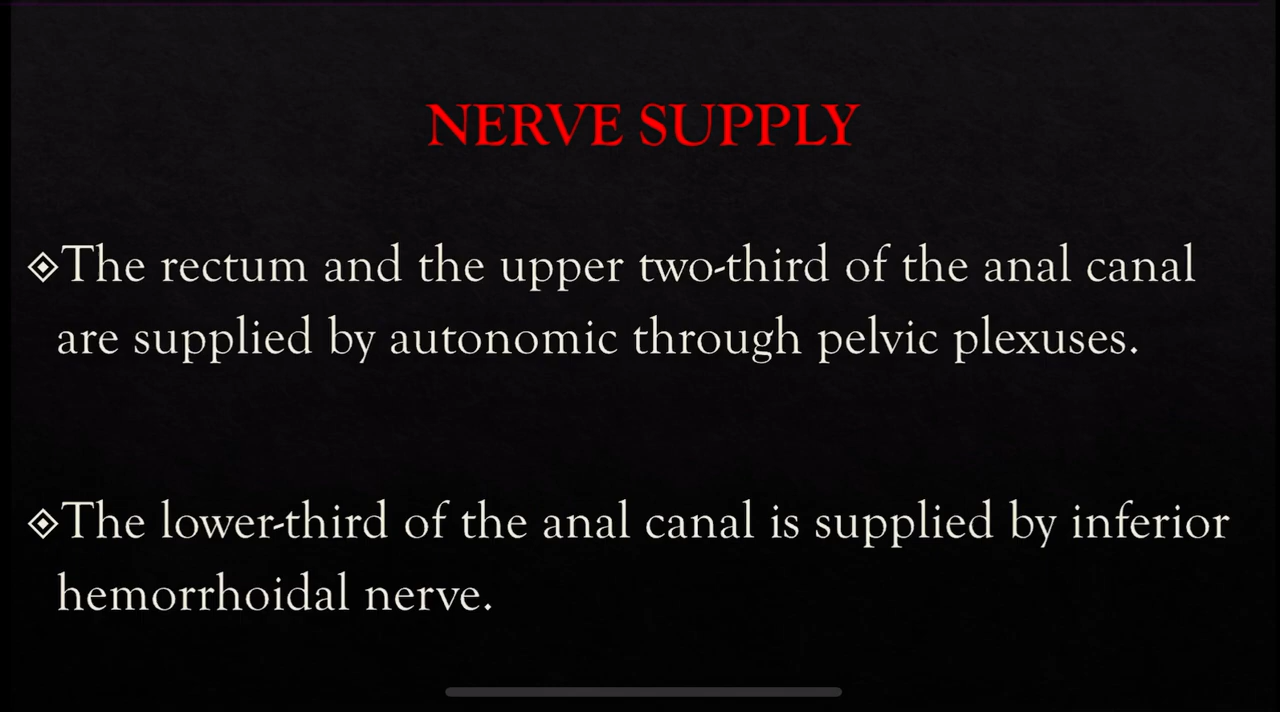 NERVE SUPPLY
The rectum and the upper two-third of the anal canal
are supplied by autonomic through pelvic plexuses.
The lower-third of the anal canal is supplied by inferior
hemorrhoidal nerve.